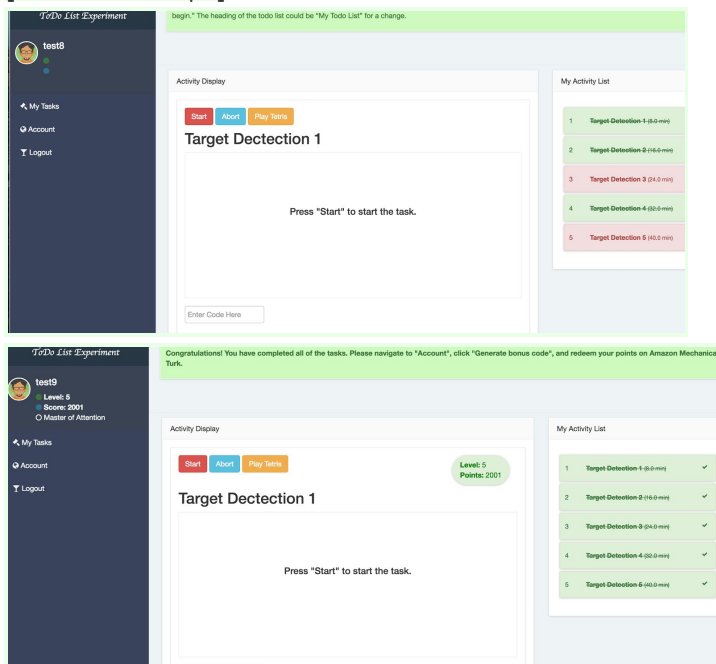 ToDo List Experiment
begin." The heading of the todo list could be "My Todo List" for a change.
test8
My Tasks
Account
Logout
Activity Display
Start Abort Play Tetris
Target Dectection 1
Press "Start" to start the task.
Enter Code Here
My Activity List
1 Target Detection 1 (8.0 min)
2 Target Detection 2 (16.0 min)
3 Target Detection 3 (24.0 min)
4 Target Detection 4 (32.0 min)
5 Target Detection 5 (40.0 min)
ToDo List Experiment
Congratulations! You have completed all of the tasks. Please navigate to "Account", click "Generate bonus code", and redeem your points on Amazon Mechanica
Turk.
test9
Level: 5
Score: 2001
Master of Attention
My Tasks
Account
Logout
Activity Display
Start Abort Play Tetris
Level: 5
Points: 2001
Target Dectection 1
Press "Start" to start the task.
My Activity List
1 Target Detection 1 (8.0 min)
2 Target Detection 2 (16.0 min)
3 Target Detection 3 (24.0 min)
4 Target Detection 4 (32.0 min)
5 Target Detection 5 (40.0 min)